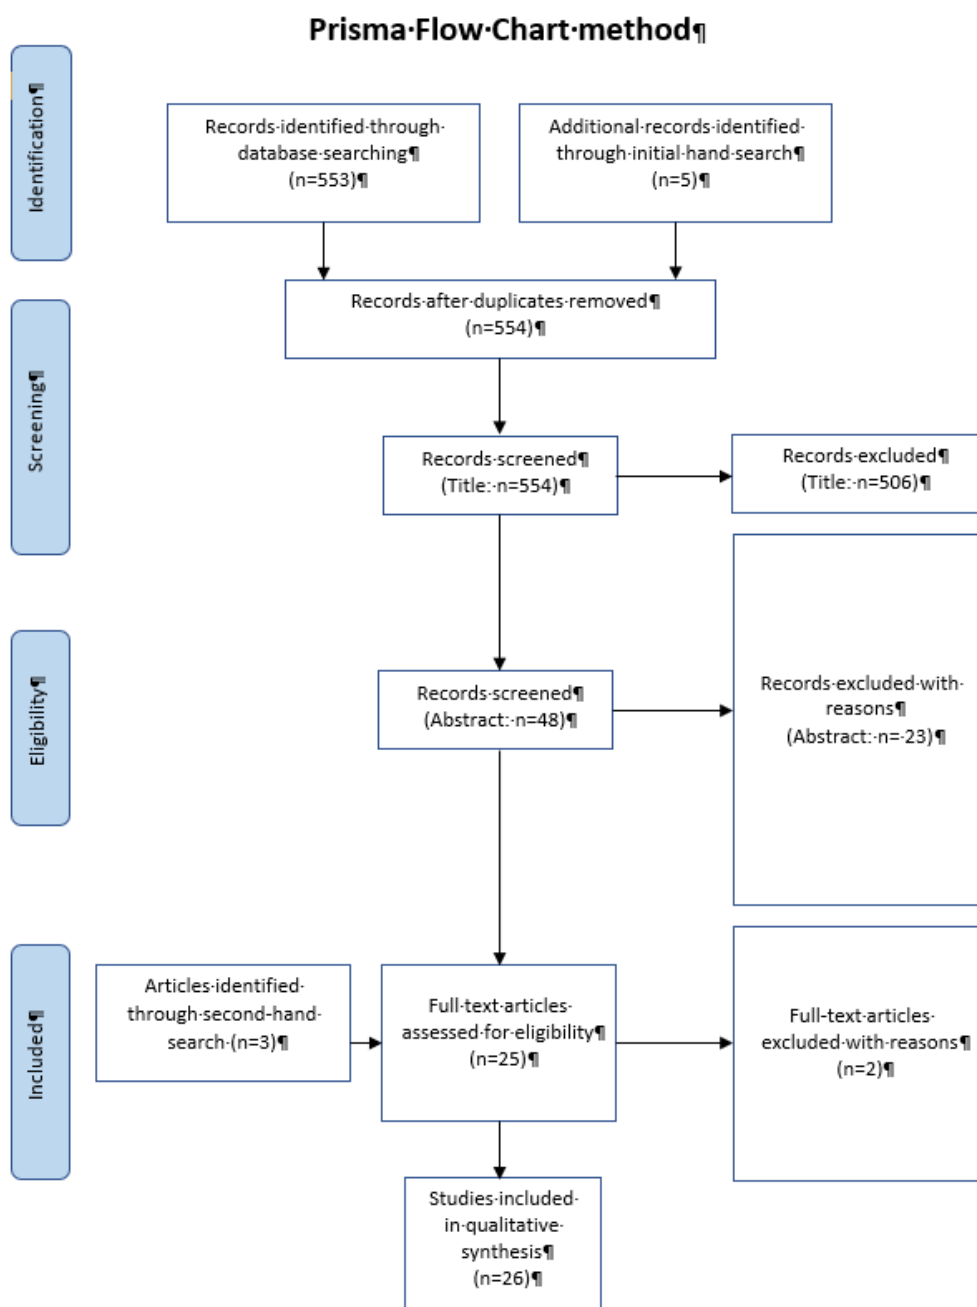 Prisma·Flow·Chart·method¶
Identification¶
Records·identified·through·
database·searching¶
(n=553)¶
Additional·records·identified·
through·initial·hand·search¶
(n=5)¶
Screening¶
Records·after·duplicates·removed¶
(n=554)¶
Records·screened¶
(Title:·n=554)¶
Records·excluded¶
(Title:·n=506)¶
Eligibility¶
Records·screened¶
(Abstract:·n=48)¶
Records·excluded·with·
reasons¶
(Abstract:·n=·23)¶
Included¶
Articles·identified·
through·second-hand·
search·(n=3)¶
Full-text·articles·
assessed·for·eligibility¶
(n=25)¶
Full-text·articles·
excluded·with·reasons¶
(n=2)¶
Studies·included·
in·qualitative·
synthesis¶
(n=26)¶